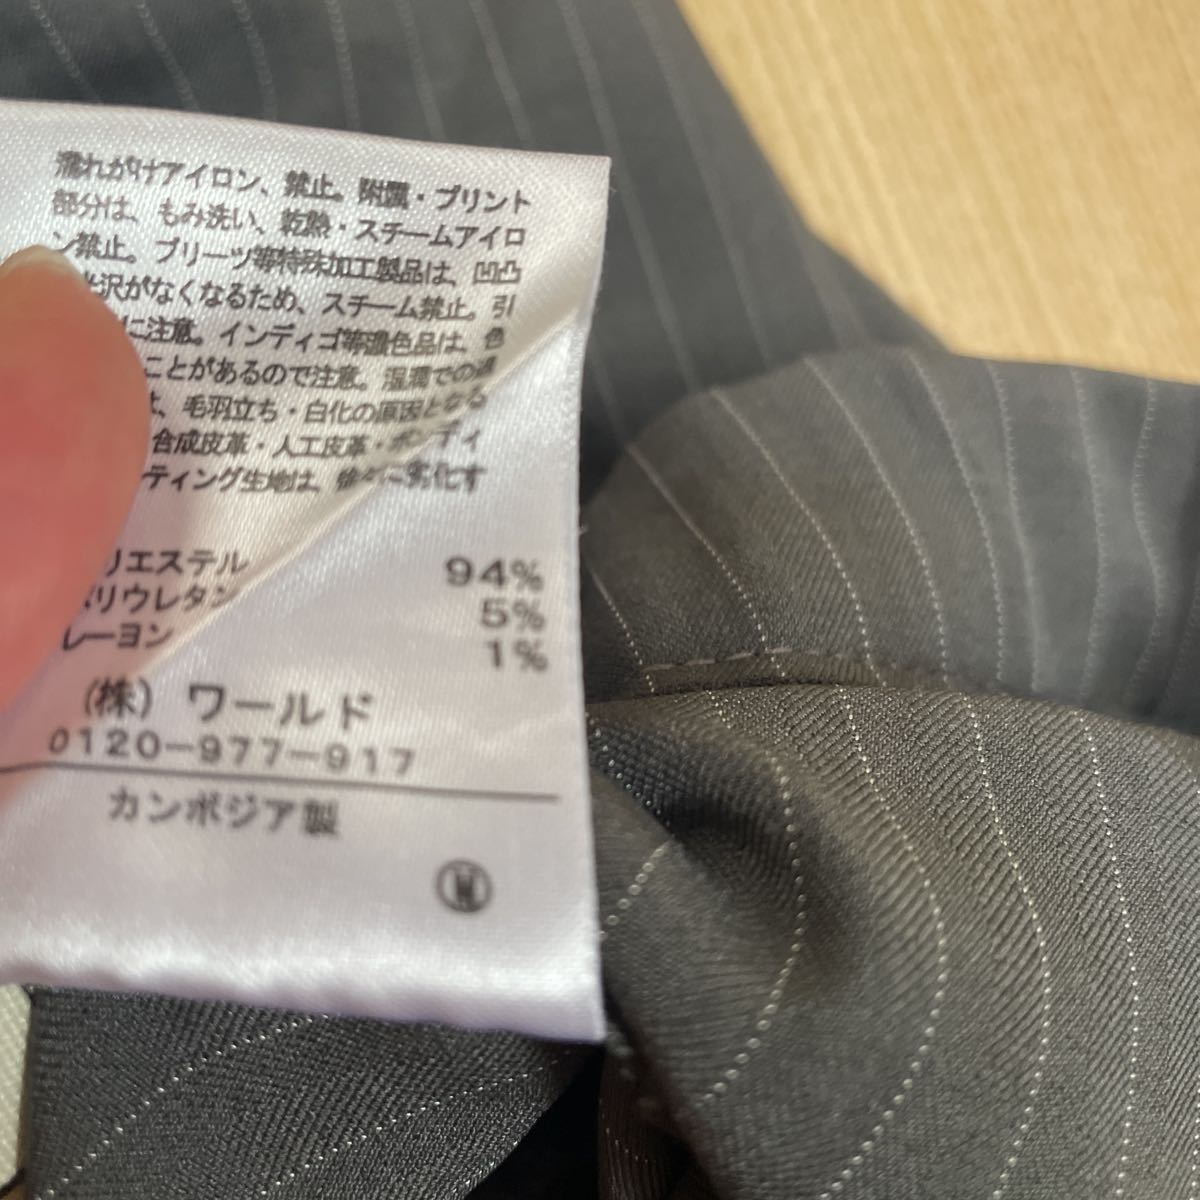 濡れがけアイロン、禁止。附属・プリント
部分は、もみ洗い、乾熱・スチームアイロ
ン禁止。プリーツ等特殊加工製品は、凹凸
光沢がなくなるため、スチーム禁止。引
に注意。インディゴ等濃色品は、色
ことがあるので注意。湿潤での
は、毛羽立ち・白化の原因となる
合成皮革・人工皮革・ボンディ
ティング生地は、徐々に劣化す
リエステル 94%
ポリウレタン 5%
レーヨン 1%
(株) ワールド
0120-977-917
カンボジア製